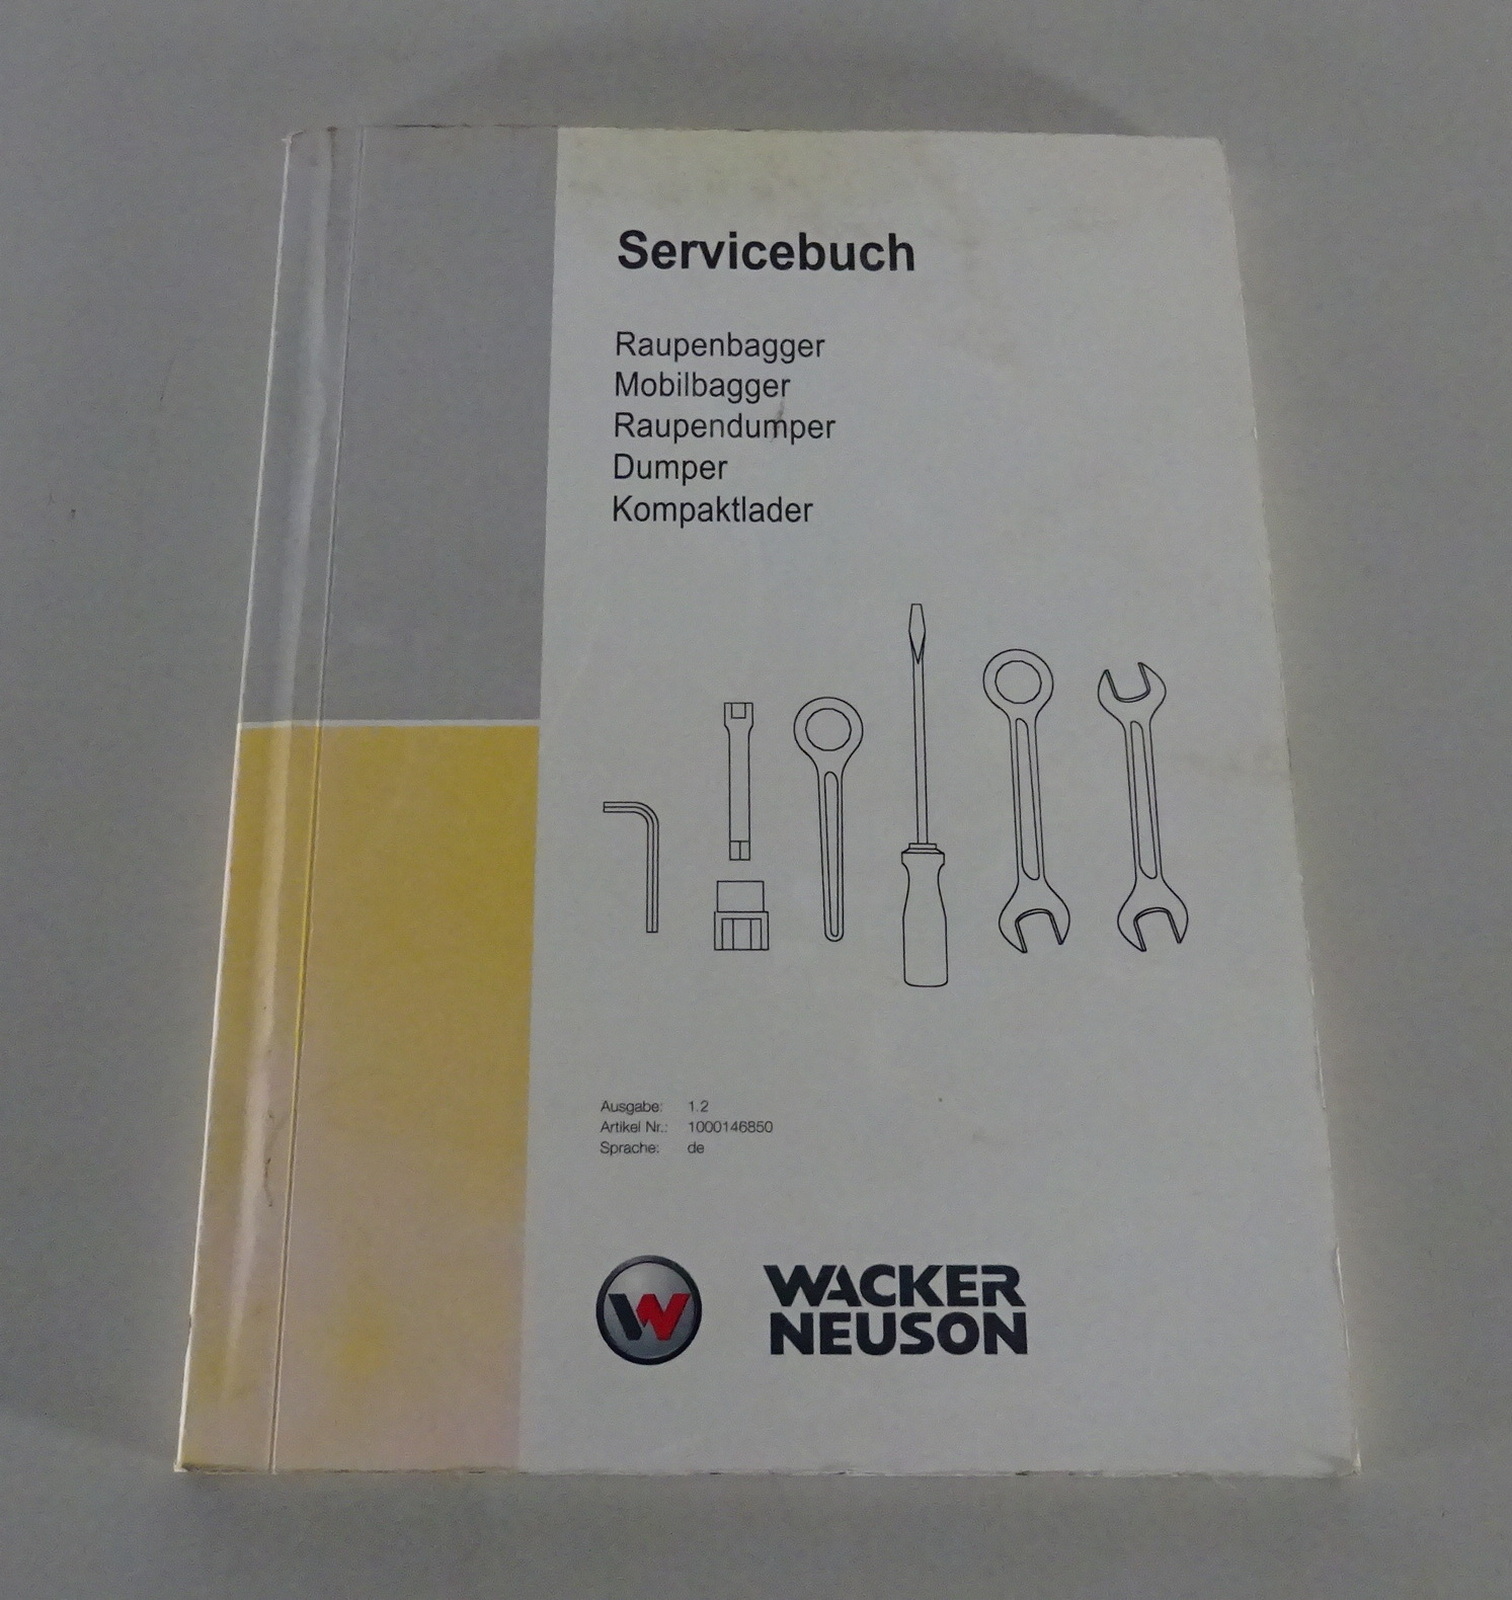 Servicebuch
Raupenbagger
Mobilbagger
Raupendumper
Dumper
Kompaktlader
Ausgabe: 1.2
Artikel Nr.: 1000146850
Sprache: de
WACKER
NEUSON